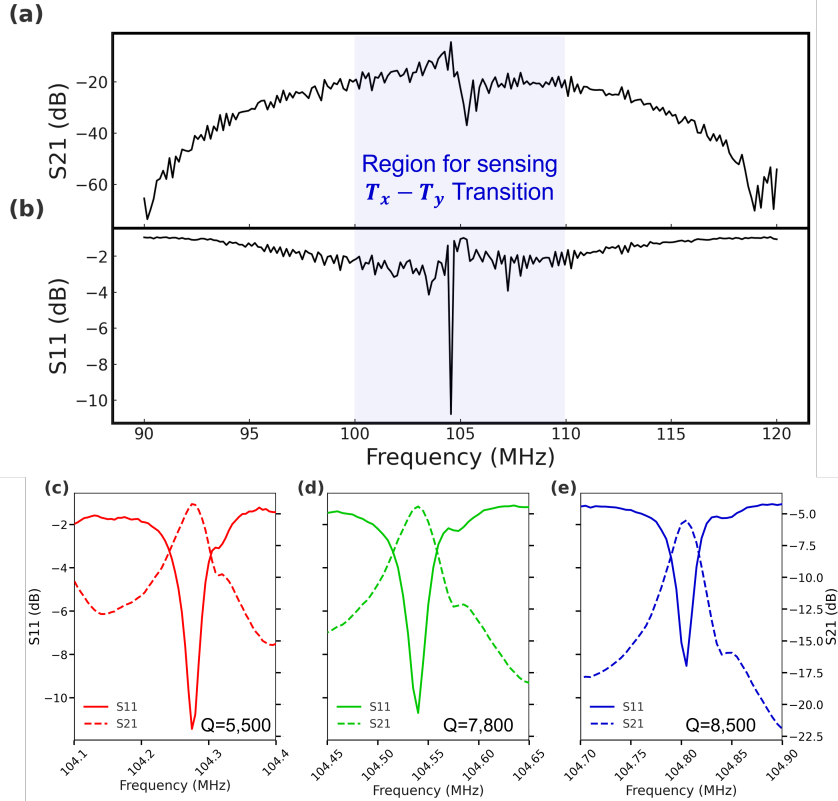 (a)
S21 (dB)
−20
−40
−60
Region for sensing
Tx − Ty Transition
(b)
S11 (dB)
−2
−4
−6
−8
−10
90 95 100 105 110 115 120
Frequency (MHz)
(c)
S11 (dB)
−2
−4
−6
−8
−10
S11
S21
Q=5,500
104.1 104.2 104.3 104.4
Frequency (MHz)
(d)
S11
S21
Q=7,800
104.45 104.50 104.55 104.60 104.65
Frequency (MHz)
(e)
S11
S21
Q=8,500
104.70 104.75 104.80 104.85 104.90
Frequency (MHz)
−5.0
−7.5
−10.0
−12.5
−15.0
−17.5
−20.0
−22.5
S21 (dB)